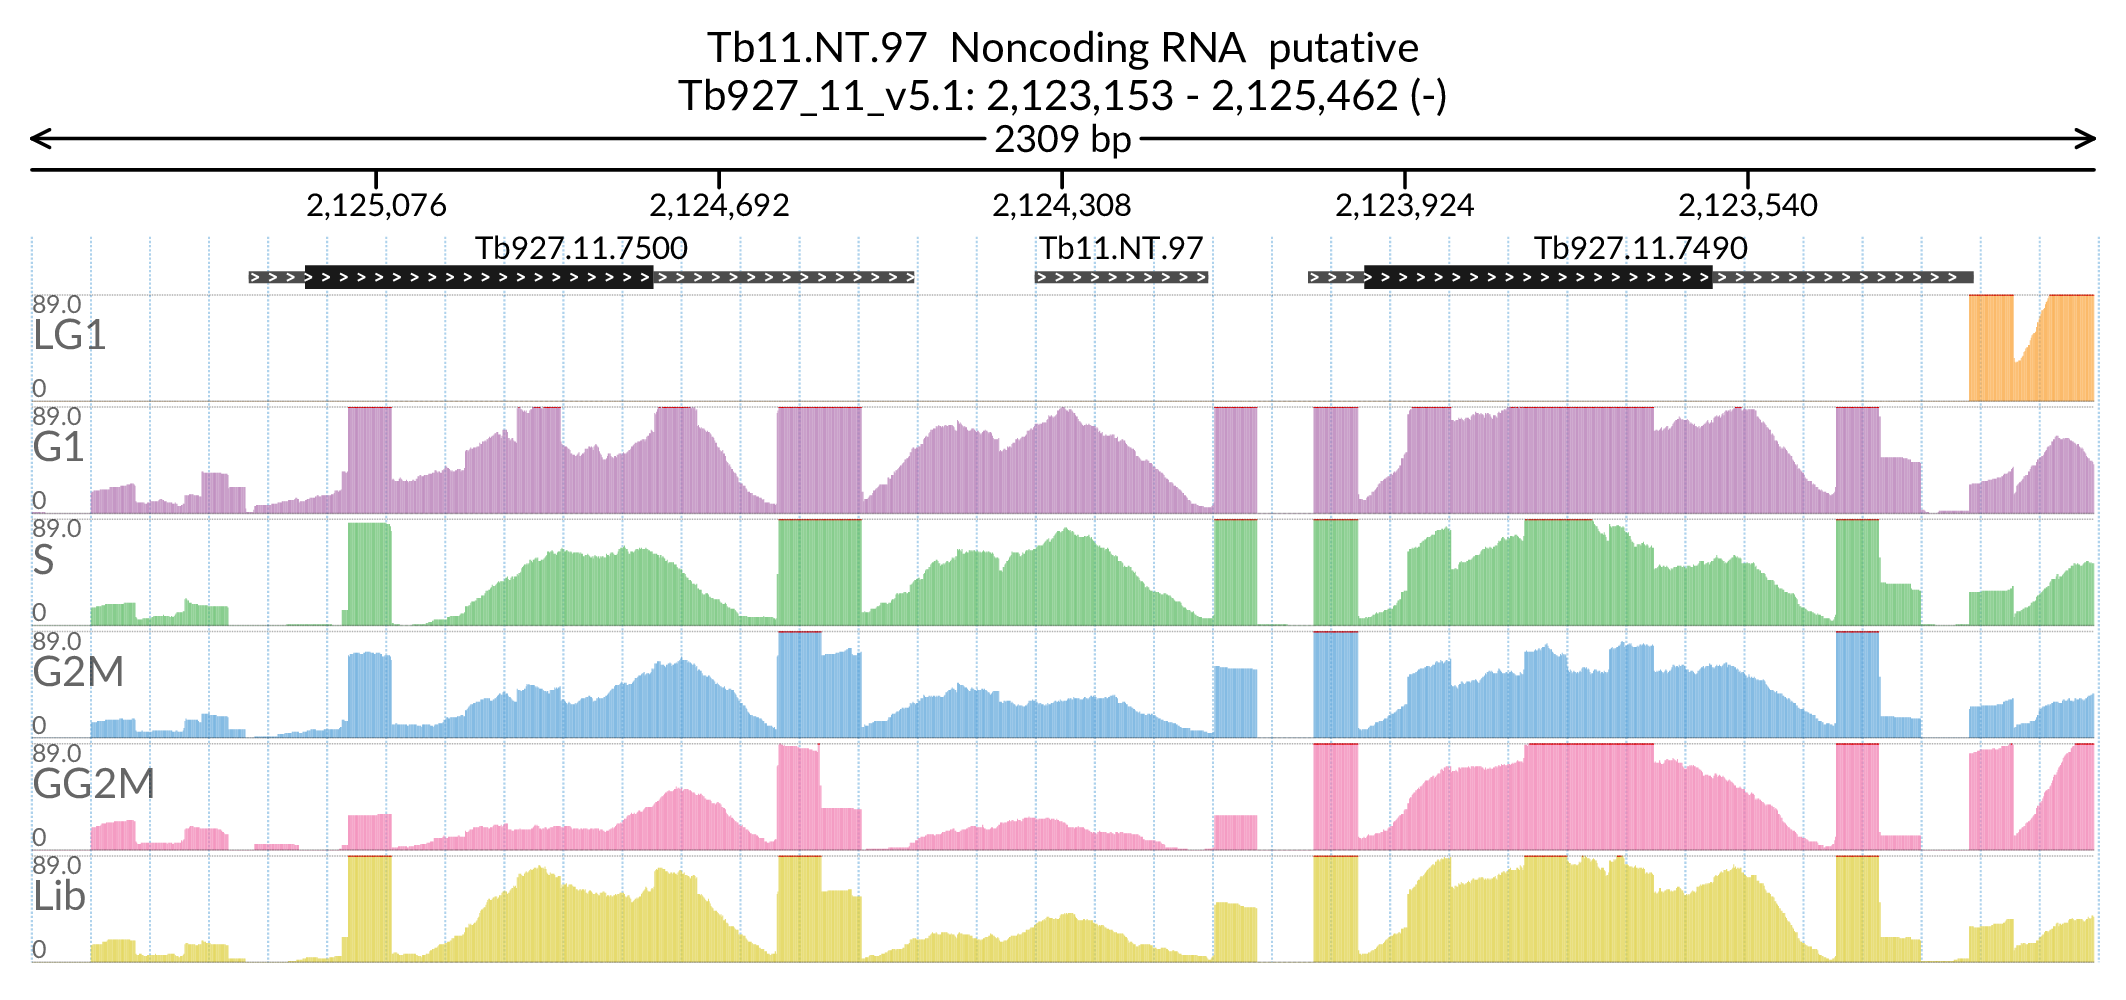 Tb11.NT.97  Noncoding RNA  putative
Tb927_11_v5.1: 2,123,153 - 2,125,462 (-)
2309 bp
2,125,076 2,124,692 2,124,308 2,123,924 2,123,540
Tb927.11.7500 Tb11.NT.97 Tb927.11.7490
89.0
LG1
0
89.0
G1
0
89.0
S
0
89.0
G2M
0
89.0
GG2M
0
89.0
Lib
0